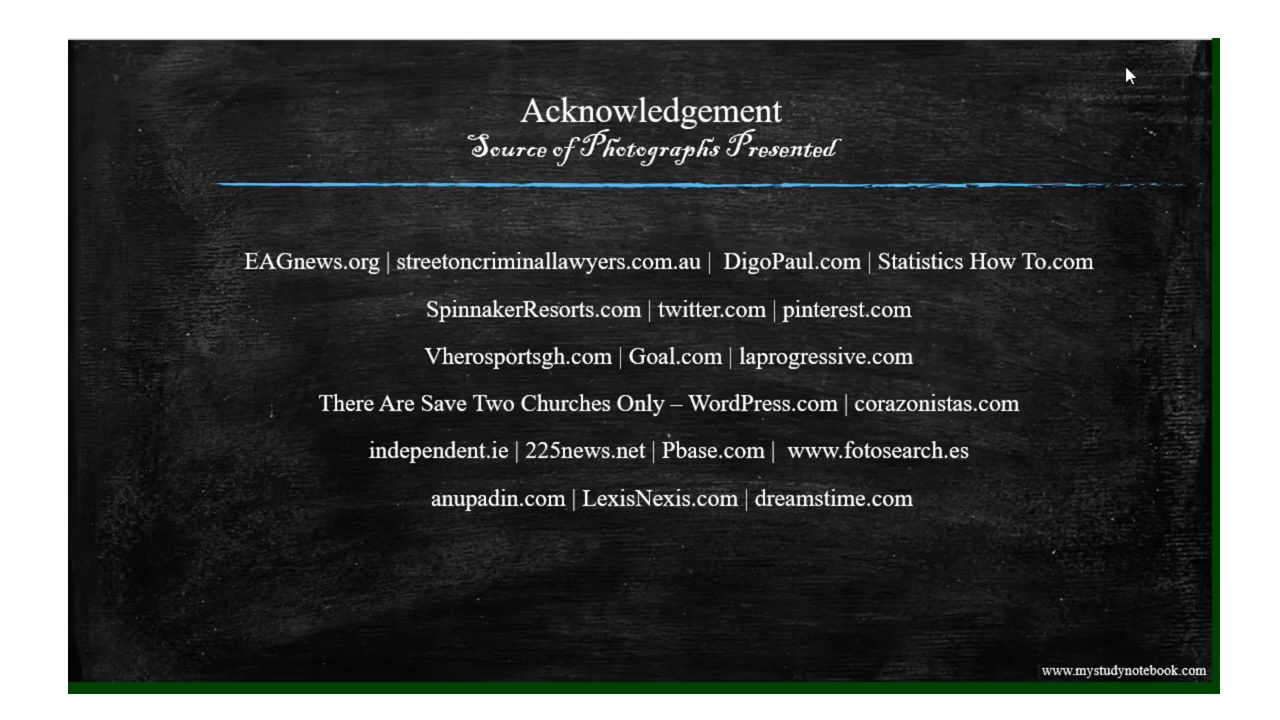 Acknowledgement
Source of Photographs Presented
EAGnews.org | streetoncriminallawyers.com.au | DigoPaul.com | Statistics How To.com
SpinnakerResorts.com | twitter.com | pinterest.com
Vherosportsgh.com | Goal.com | laprogressive.com
There Are Save Two Churches Only – WordPress.com | corazonistas.com
independent.ie | 225news.net | Pbase.com | www.fotosearch.es
anupadin.com | LexisNexis.com | dreamstime.com
www.mystudynotebook.com